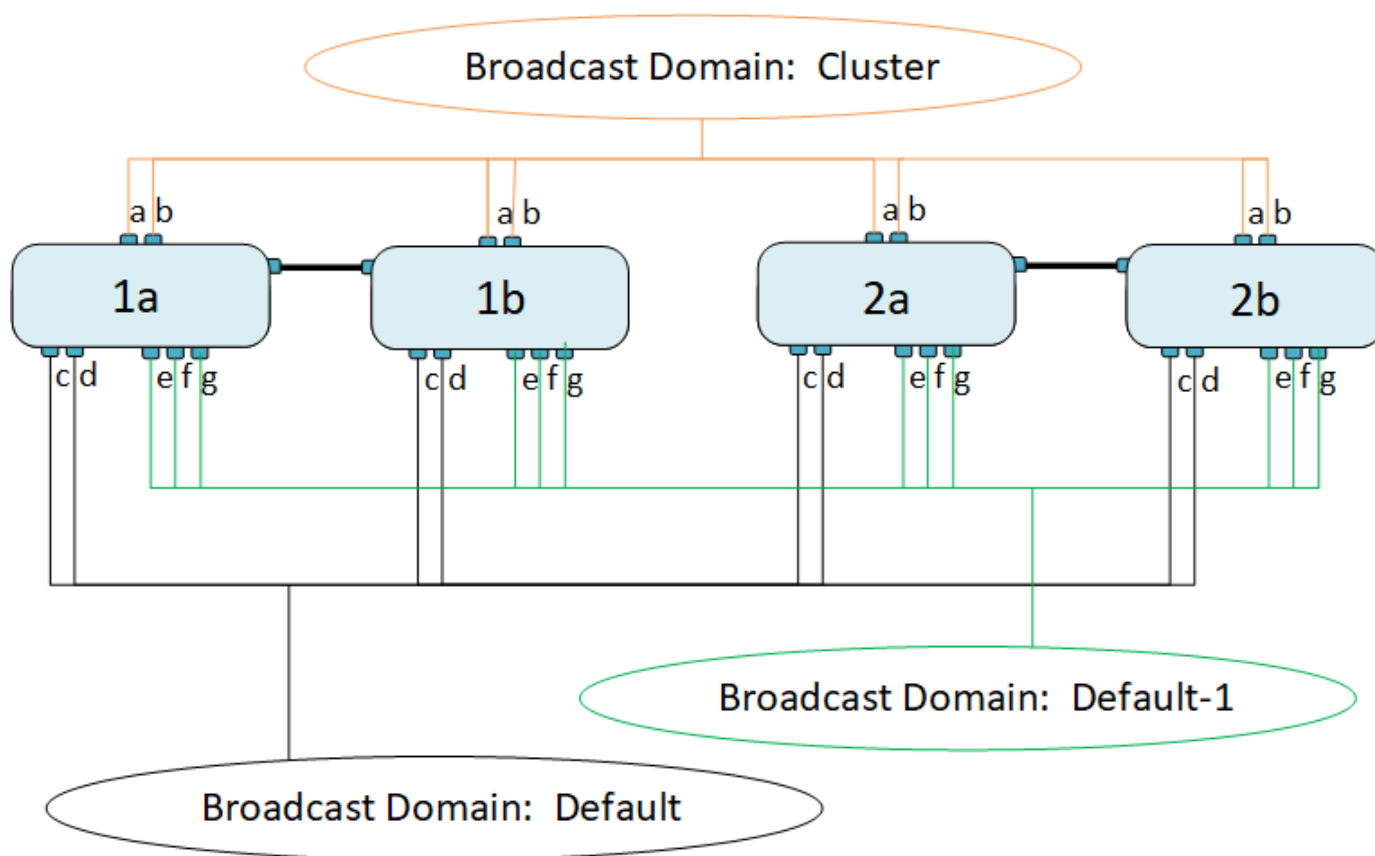 Broadcast Domain: Cluster
a b
a b
a b
a b
1a
1b
2a
2b
c d
e f g
c d
e f g
c d
e f g
c d
e f g
Broadcast Domain: Default-1
Broadcast Domain: Default